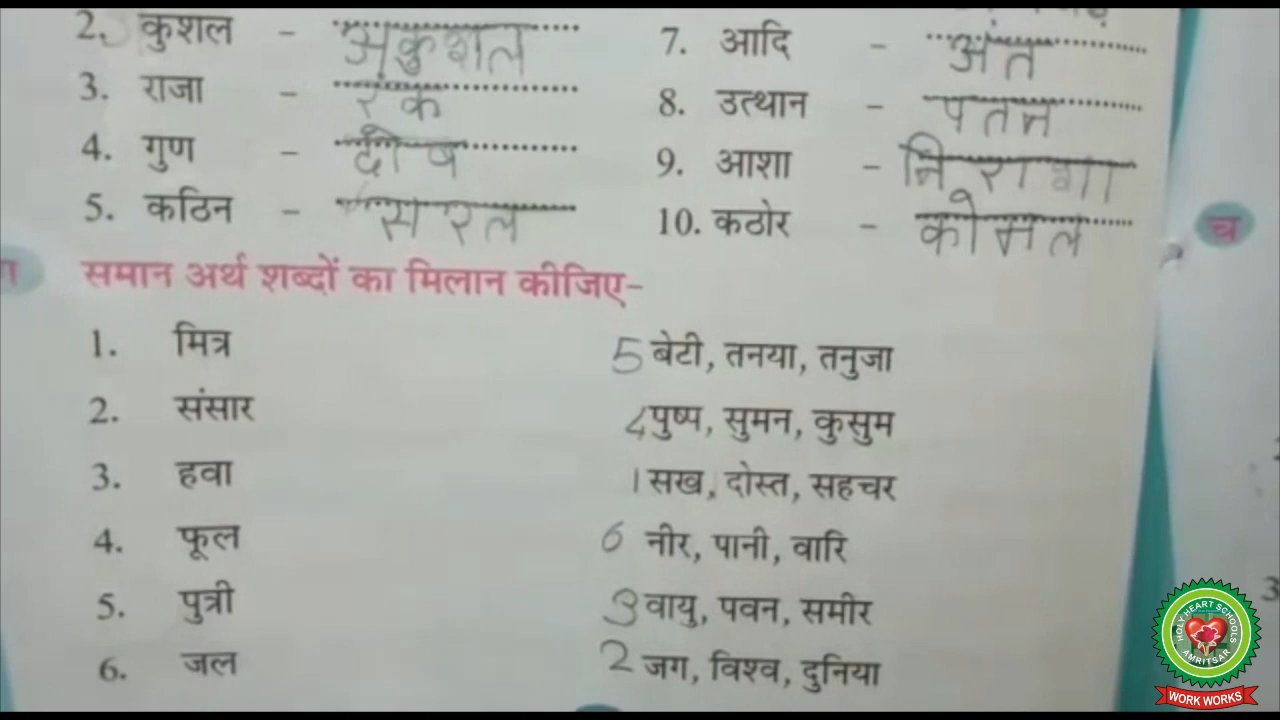 2. कुशल - अकुशल
3. राजा - रंक
4. गुण - दोष
5. कठिन - सरल
7. आदि - अंत
8. उत्थान - पतन
9. आशा - निराशा
10. कठोर - कोमल
च
समान अर्थ शब्दों का मिलान कीजिए-
1. मित्र 5 बेटी, तनया, तनुजा
2. संसार 4 पुष्प, सुमन, कुसुम
3. हवा 1 सख, दोस्त, सहचर
4. फूल 6 नीर, पानी, वारि
5. पुत्री 3 वायु, पवन, समीर
6. जल 2 जग, विश्व, दुनिया
HOLY HEART SCHOOLS
AMRITSAR
WORK WORKS